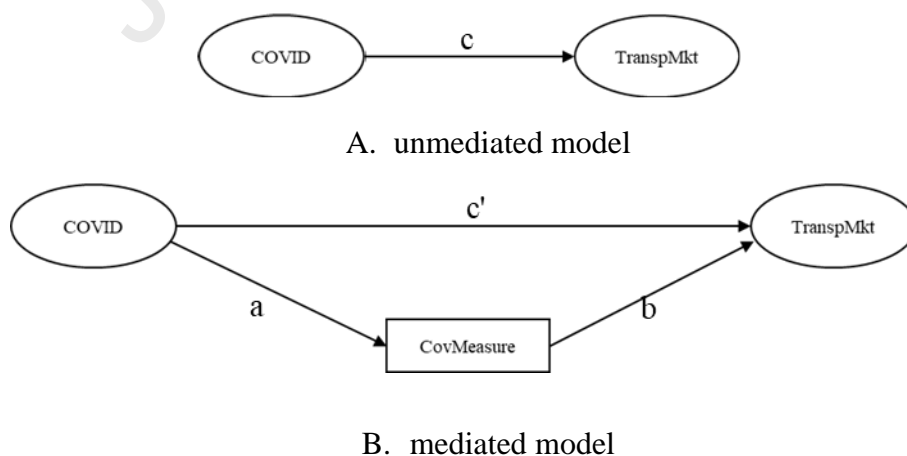 c
COVID
TranspMkt
A. unmediated model
c'
COVID
TranspMkt
a
b
CovMeasure
B. mediated model